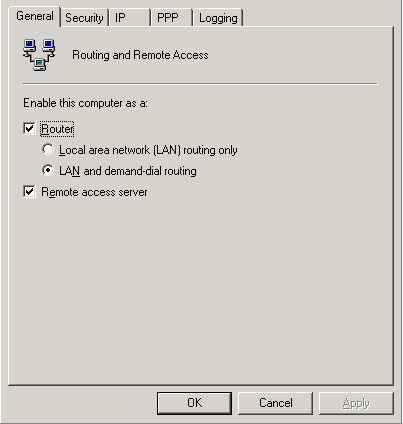 General Security IP PPP Logging
Routing and Remote Access
Enable this computer as a:
Router
Local area network (LAN) routing only
LAN and demand-dial routing
Remote access server
OK Cancel Apply